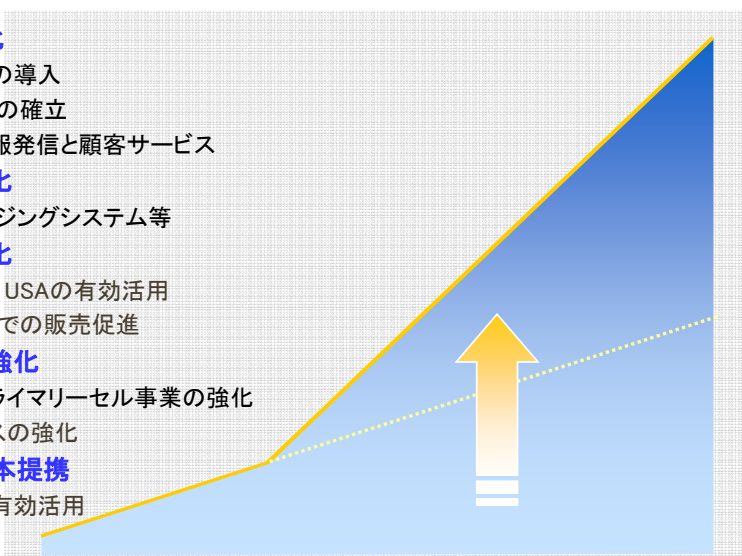 化
の導入
の確立
報発信と顧客サービス
化
ジングシステム等
化
USAの有効活用
での販売促進
強化
ライマリーセル事業の強化
スの強化
本提携
有効活用